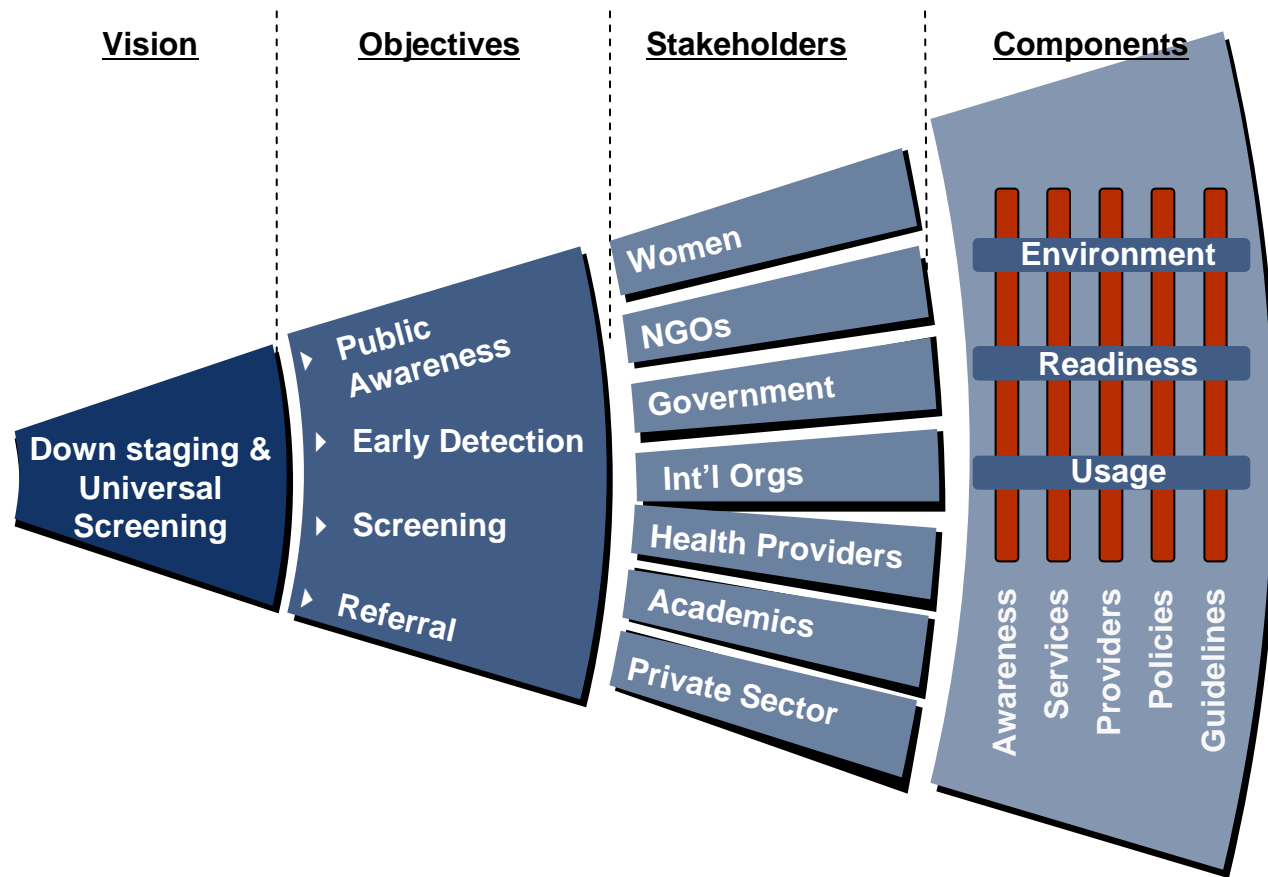 Vision
Objectives
Stakeholders
Components
Down staging &
Universal
Screening
Public
Awareness
Early Detection
Screening
Referral
Women
NGOs
Government
Int'l Orgs
Health Providers
Academics
Private Sector
Environment
Readiness
Usage
Awareness
Services
Providers
Policies
Guidelines